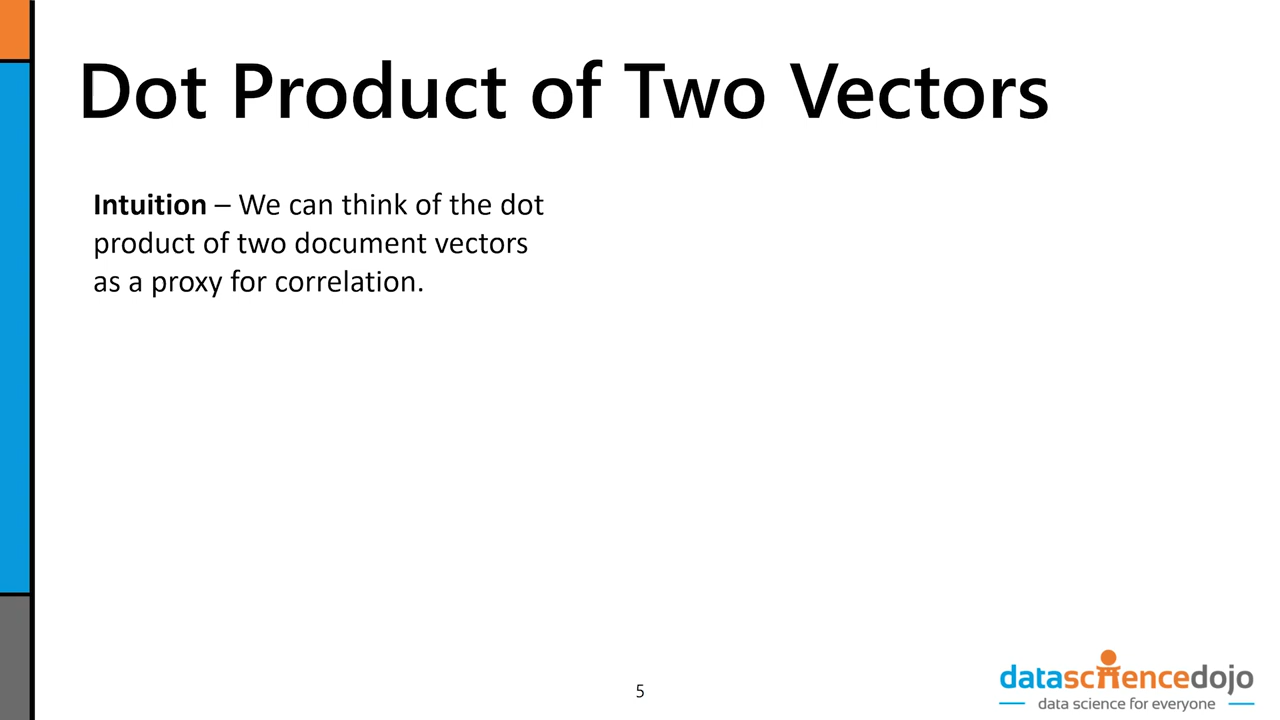 Dot Product of Two Vectors
Intuition – We can think of the dot
product of two document vectors
as a proxy for correlation.
5
datasciencedojo
data science for everyone